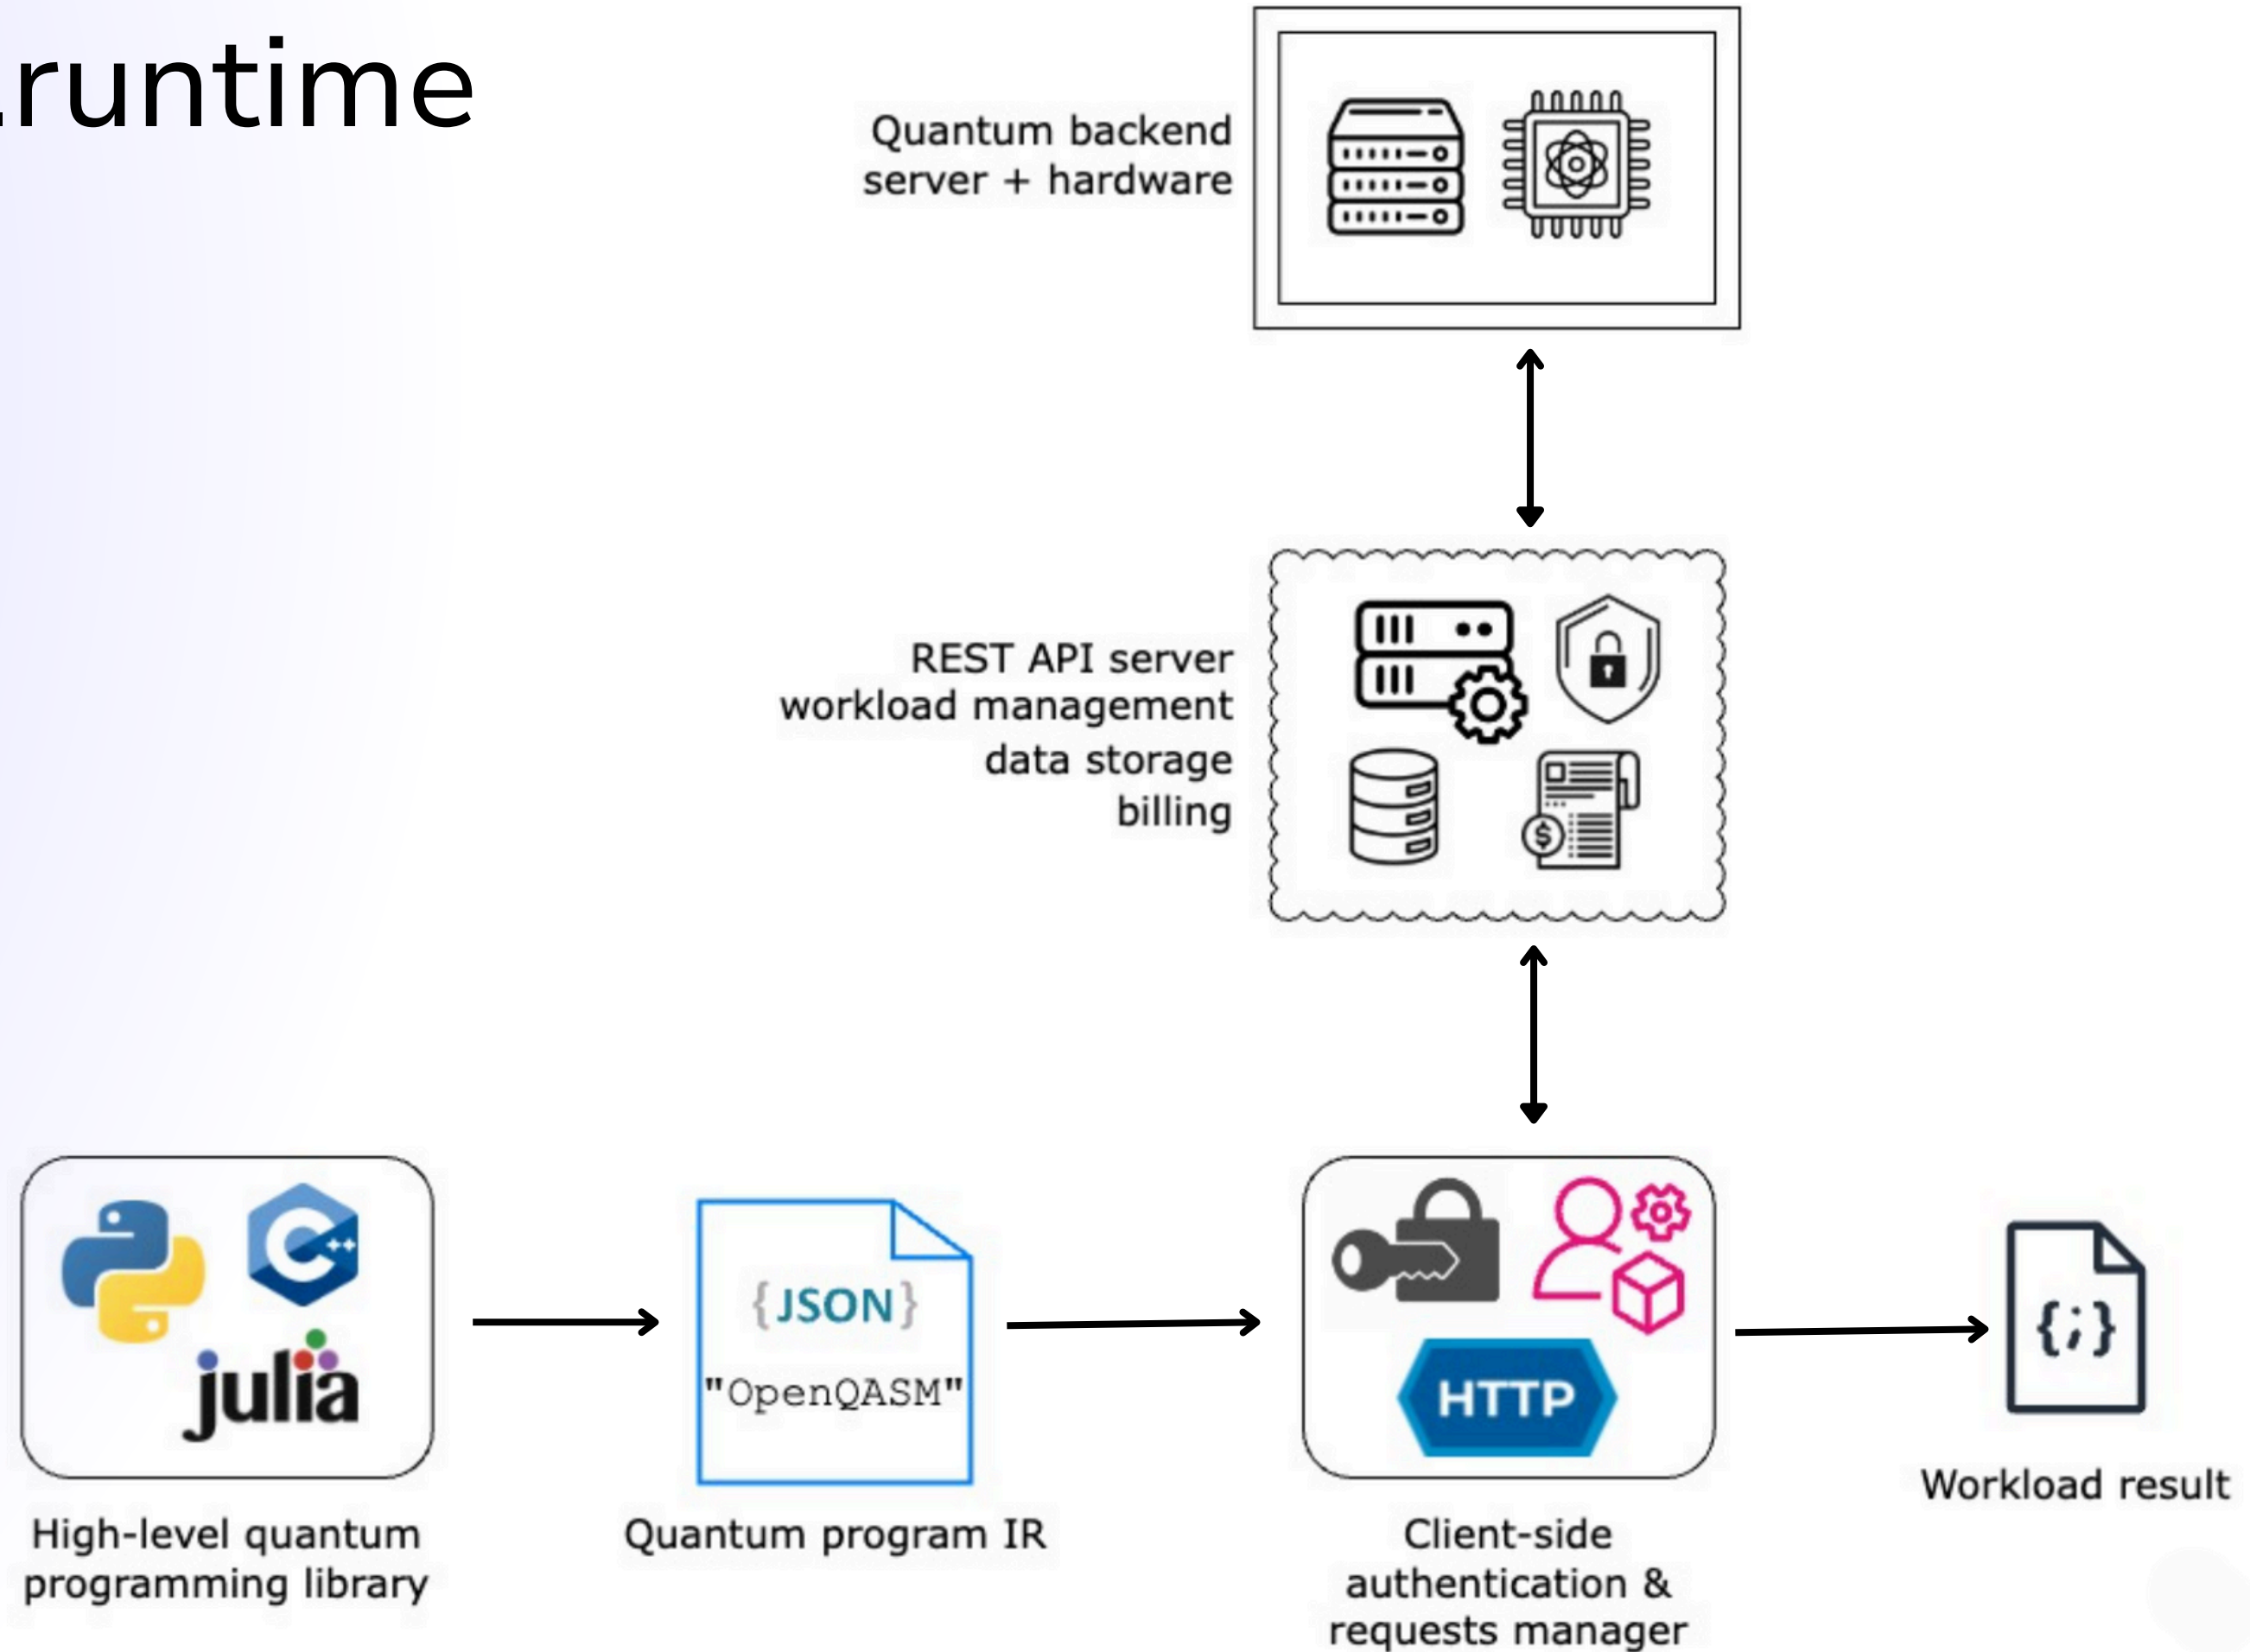 .runtime
Quantum backend
server + hardware
REST API server
workload management
data storage
billing
$
C++
julia
{JSON}
"OpenQASM"
HTTP
{;}
High-level quantum
programming library
Quantum program IR
Client-side
authentication &
requests manager
Workload result